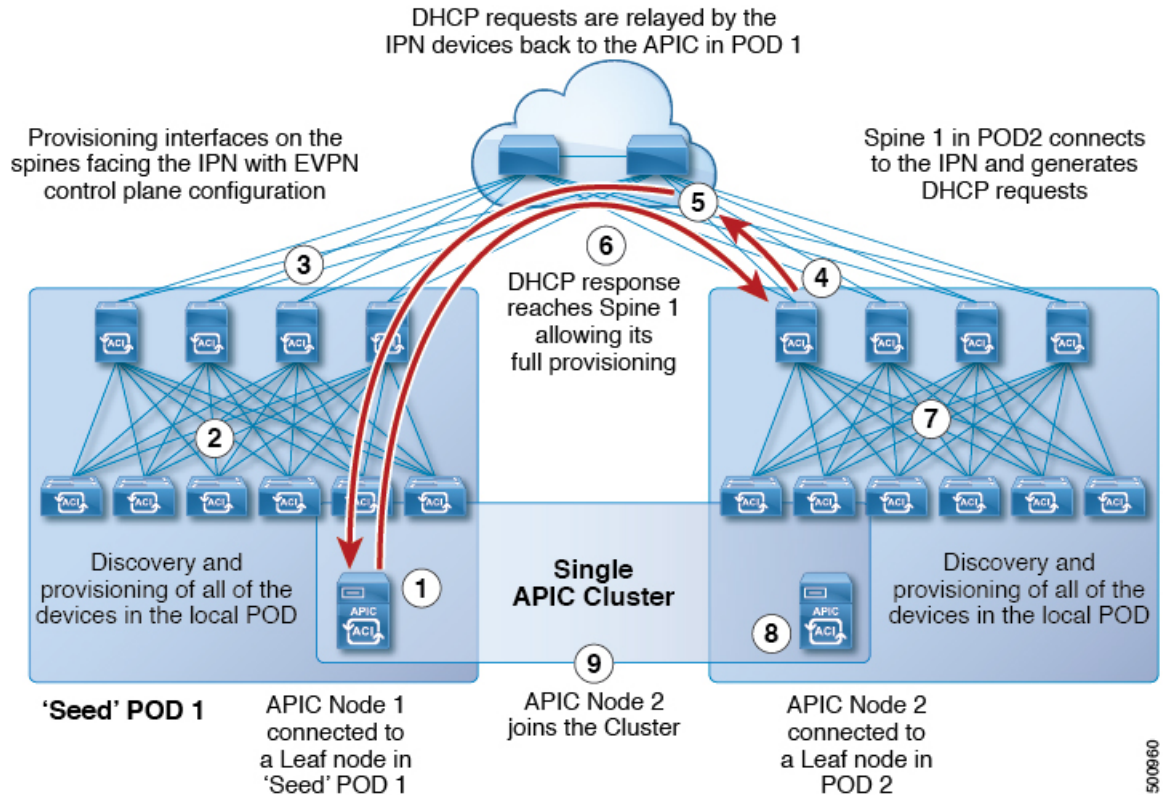 DHCP requests are relayed by the
IPN devices back to the APIC in POD 1
Provisioning interfaces on the
spines facing the IPN with EVPN
control plane configuration
Spine 1 in POD2 connects
to the IPN and generates
DHCP requests
5
3
6
4
DHCP response
reaches Spine 1
allowing its
full provisioning
ACI
ACI
ACI
ACI
ACI
ACI
ACI
ACI
2
7
ACI
ACI
ACI
ACI
ACI
ACI
ACI
ACI
ACI
ACI
ACI
ACI
Discovery and
provisioning of all of the
devices in the local POD
1
APIC
ACI
Single
APIC Cluster
8
APIC
ACI
Discovery and
provisioning of all of the
devices in the local POD
9
'Seed' POD 1
APIC Node 1
connected to
a Leaf node in
'Seed' POD 1
APIC Node 2
joins the Cluster
APIC Node 2
connected to
a Leaf node in
POD 2
500960